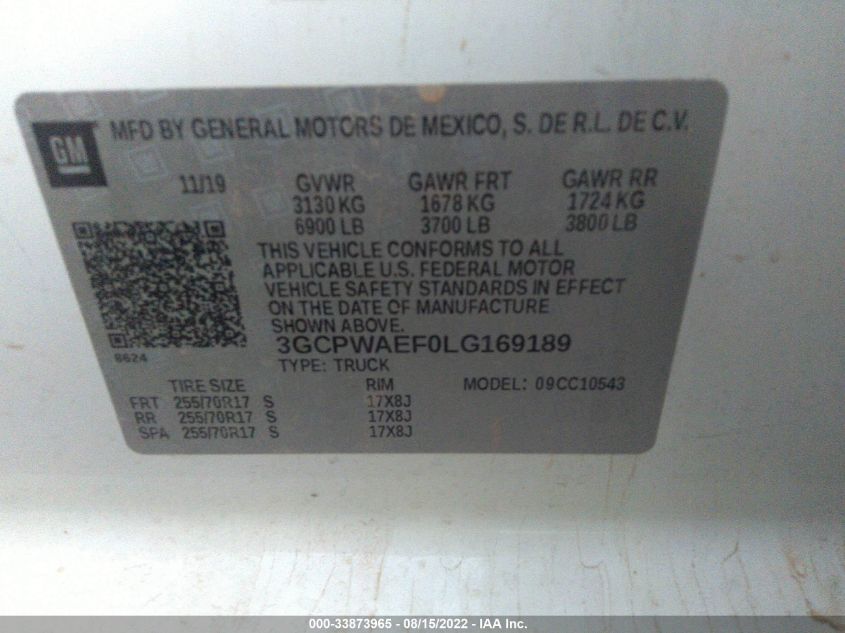 GM
MFD BY GENERAL MOTORS DE MEXICO, S. DE R.L. DE C.V.
11/19 GVWR GAWR FRT GAWR RR
3130 KG 1678 KG 1724 KG
6900 LB 3700 LB 3800 LB
THIS VEHICLE CONFORMS TO ALL
APPLICABLE U.S. FEDERAL MOTOR
VEHICLE SAFETY STANDARDS IN EFFECT
ON THE DATE OF MANUFACTURE
SHOWN ABOVE.
3GCPWAEF0LG169189
8624
TYPE: TRUCK
TIRE SIZE RIM MODEL: 09CC10543
FRT 255/70R17 S 17X8J
RR 255/70R17 S 17X8J
SPA 255/70R17 S 17X8J
000-33873965 - 08/15/2022 - IAA Inc.